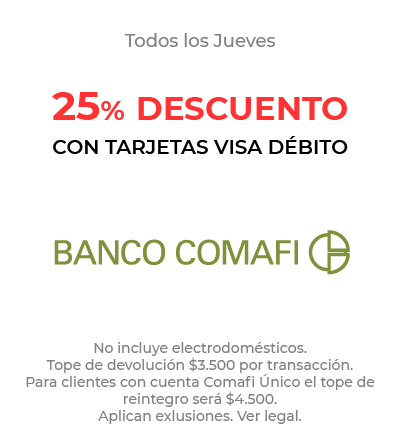 Todos los Jueves
25% DESCUENTO
CON TARJETAS VISA DÉBITO
BANCO COMAFI
No incluye electrodomésticos.
Tope de devolución $3.500 por transacción.
Para clientes con cuenta Comafi Único el tope de
reintegro será $4.500.
Aplican exlusiones. Ver legal.